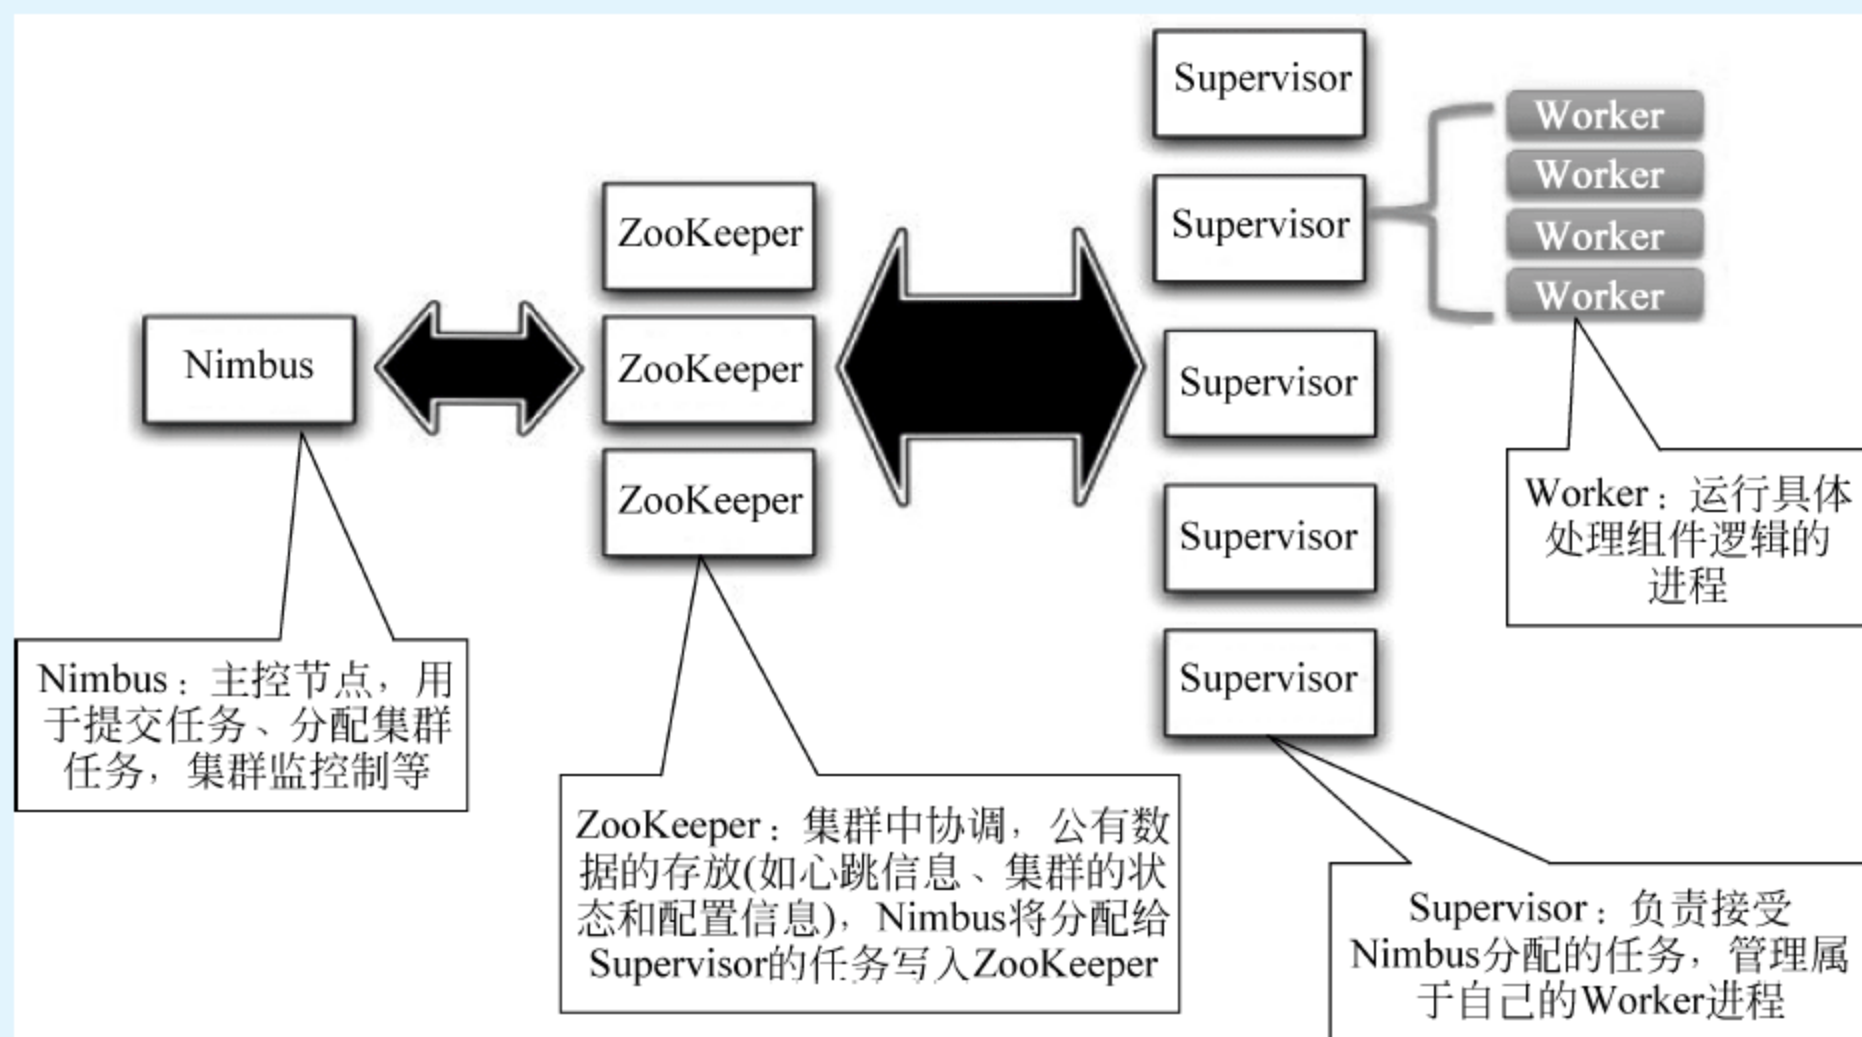 Supervisor
Supervisor
Supervisor
Supervisor
Supervisor
Worker
Worker
Worker
Worker
ZooKeeper
ZooKeeper
ZooKeeper
Nimbus
Worker：运行具体
处理组件逻辑的
进程
Nimbus：主控节点，用
于提交任务、分配集群
任务，集群监控制等
ZooKeeper：集群中协调，公有数
据的存放(如心跳信息、集群的状
态和配置信息)，Nimbus将分配给
Supervisor的任务写入ZooKeeper
Supervisor：负责接受
Nimbus分配的任务，管理属
于自己的Worker进程